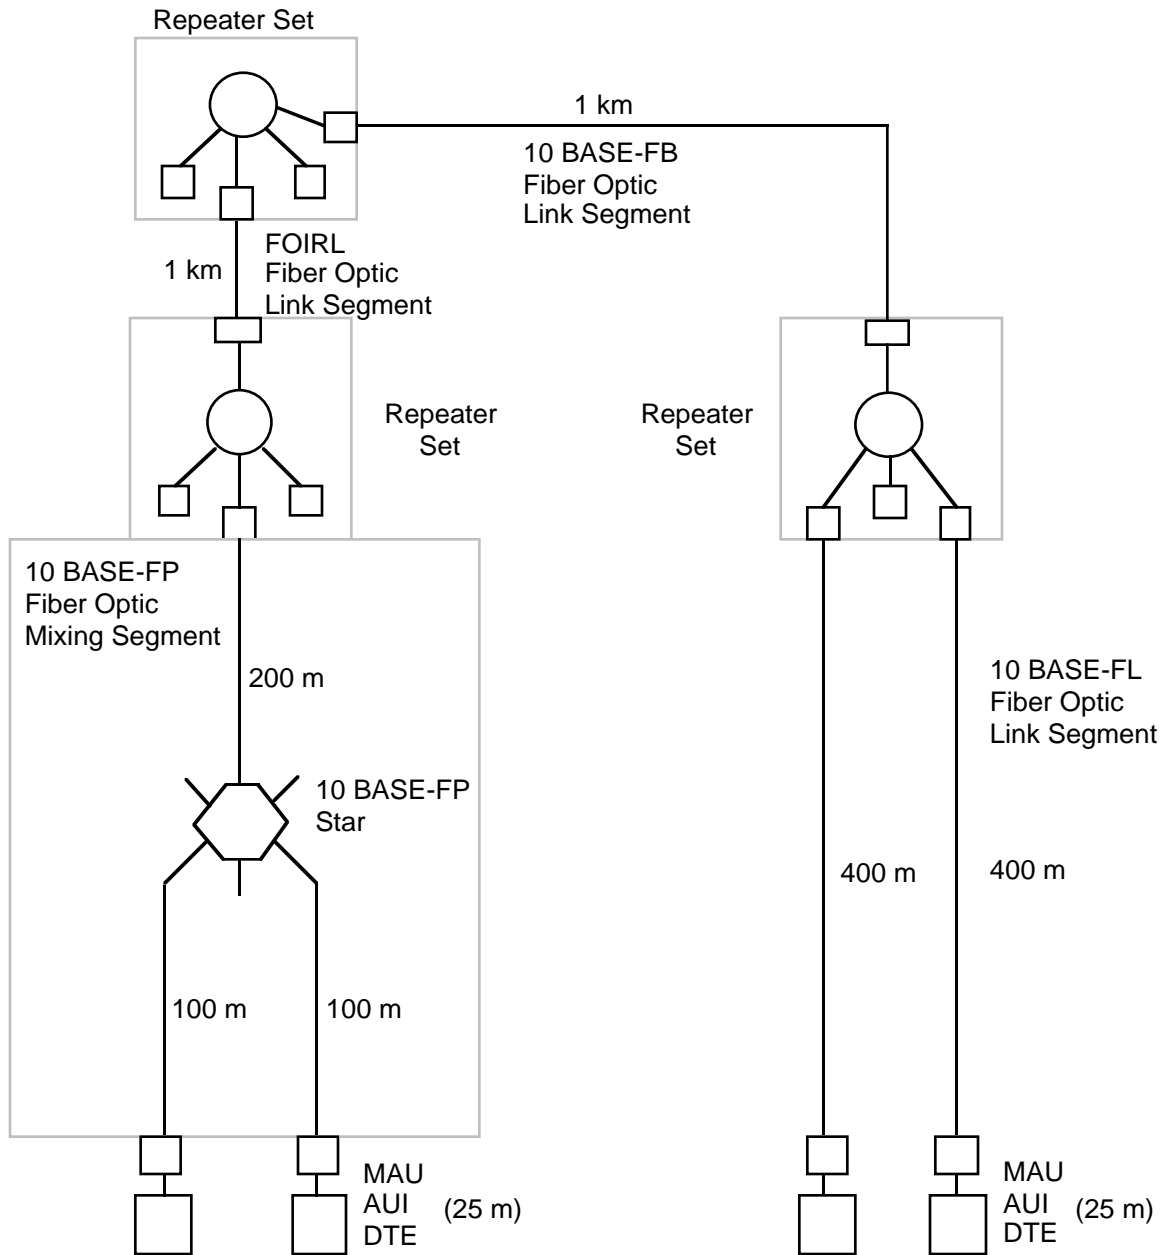 Repeater Set
1 km
10 BASE-FB
Fiber Optic
Link Segment
FOIRL
Fiber Optic
Link Segment
1 km
Repeater
Set
Repeater
Set
10 BASE-FP
Fiber Optic
Mixing Segment
200 m
10 BASE-FL
Fiber Optic
Link Segment
10 BASE-FP
Star
400 m
400 m
100 m
100 m
MAU
AUI
DTE
(25 m)
MAU
AUI
DTE
(25 m)